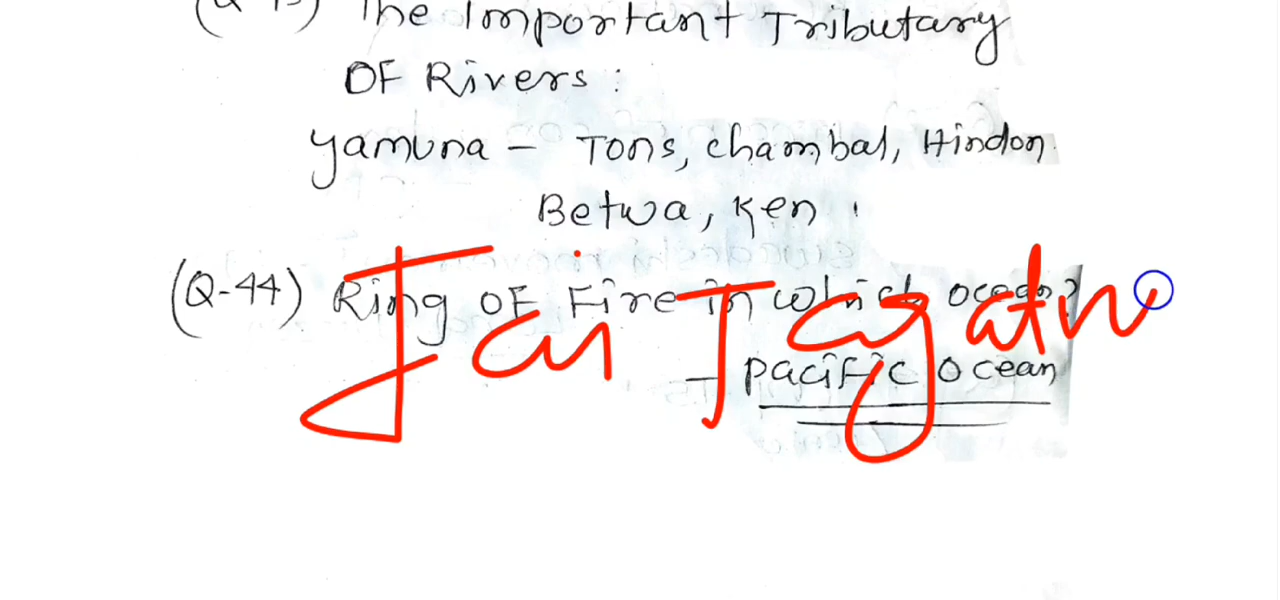 The Important Tributary
OF Rivers :
Yamuna – Tons, Chambal, Hindon
Betwa, Ken
(Q-44) Ring OF Fire in which ocean?
– Pacific Ocean
Jai Jagatn